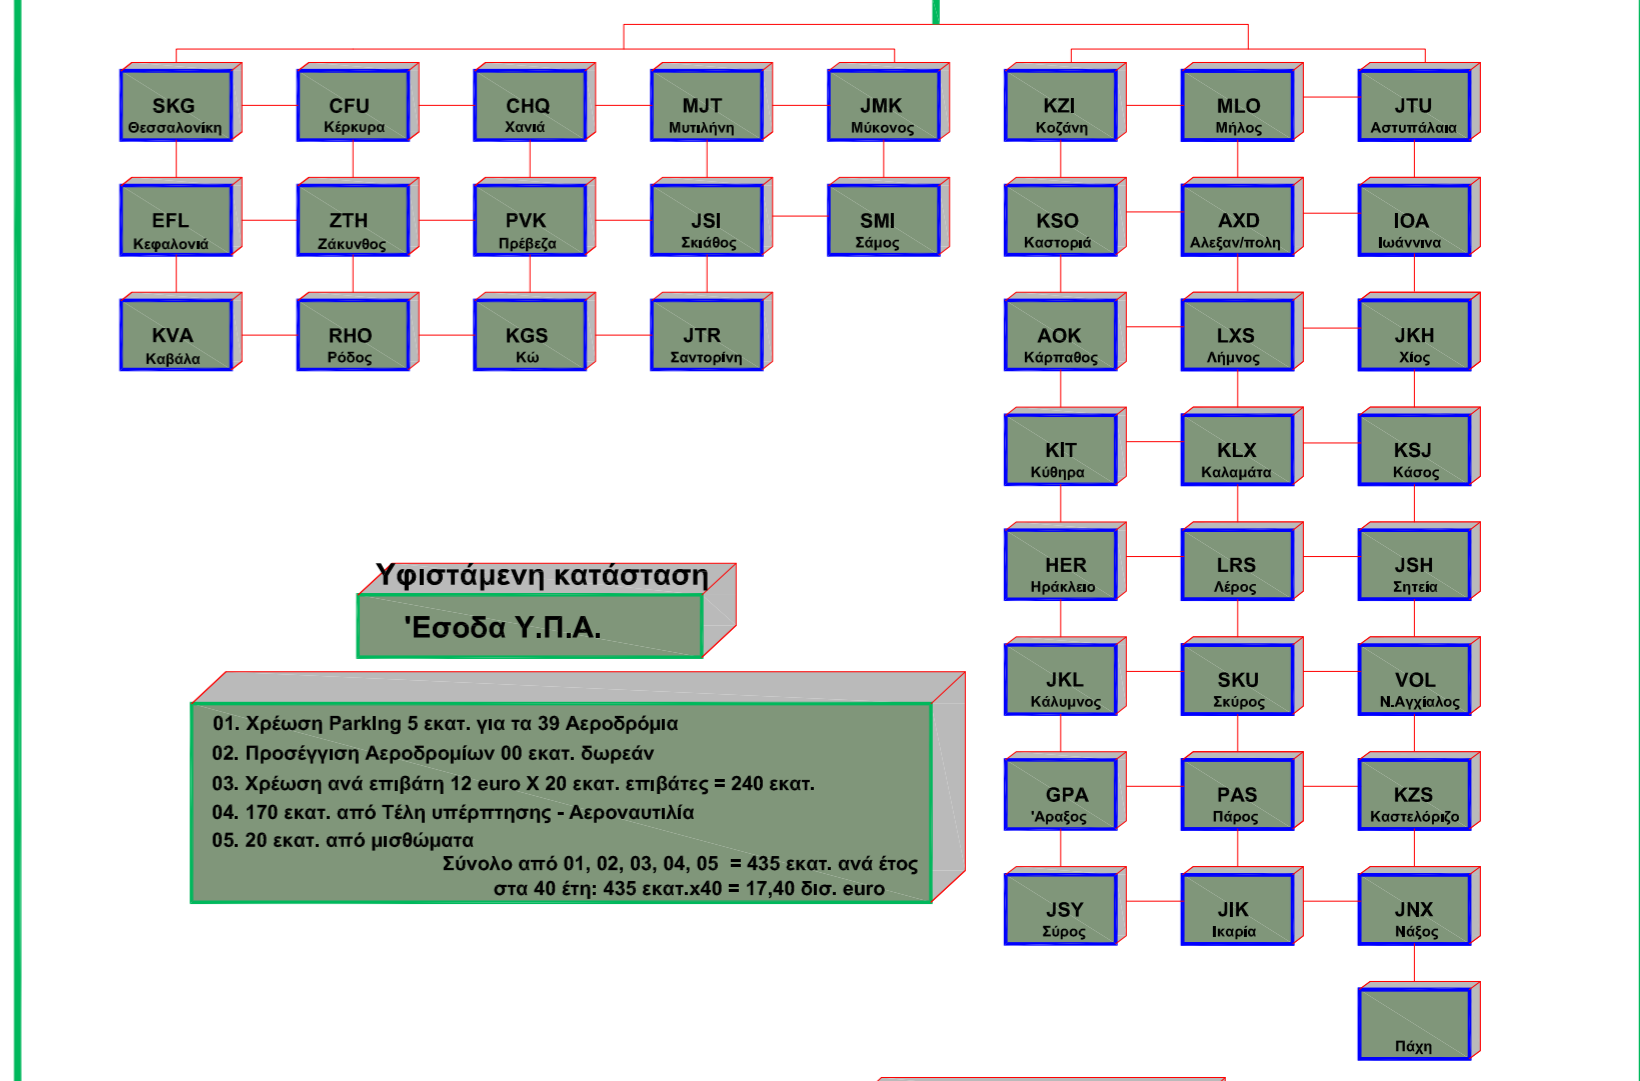 SKG
Θεσσαλονίκη
CFU
Κέρκυρα
CHQ
Χανιά
MJT
Μυτιλήνη
JMK
Μύκονος
EFL
Κεφαλονιά
ZTH
Ζάκυνθος
PVK
Πρέβεζα
JSI
Σκιάθος
SMI
Σάμος
KVA
Καβάλα
RHO
Ρόδος
KGS
Κώ
JTR
Σαντορίνη
KZI
Κοζάνη
MLO
Μήλος
JTU
Αστυπάλαια
KSO
Καστοριά
AXD
Αλεξαν/πολη
IOA
Ιωάννινα
AOK
Κάρπαθος
LXS
Λήμνος
JKH
Χίος
KIT
Κύθηρα
KLX
Καλαμάτα
KSJ
Κάσος
HER
Ηράκλειο
LRS
Λέρος
JSH
Σητεία
JKL
Κάλυμνος
SKU
Σκύρος
VOL
Ν.Αγχίαλος
GPA
'Αραξος
PAS
Πάρος
KZS
Καστελόριζο
JSY
Σύρος
JIK
Ικαρία
JNX
Νάξος
Πάχη
Υφιστάμενη κατάσταση
'Εσοδα Υ.Π.Α.
01. Χρέωση ParkIng 5 εκατ. για τα 39 Αεροδρόμια
02. Προσέγγιση Αεροδρομίων 00 εκατ. δωρεάν
03. Χρέωση ανά επιβάτη 12 euro X 20 εκατ. επιβάτες = 240 εκατ.
04. 170 εκατ. από Τέλη υπέρπτησης - Αεροναυτιλία
05. 20 εκατ. από μισθώματα
Σύνολο από 01, 02, 03, 04, 05 = 435 εκατ. ανά έτος
στα 40 έτη: 435 εκατ.x40 = 17,40 δισ. euro